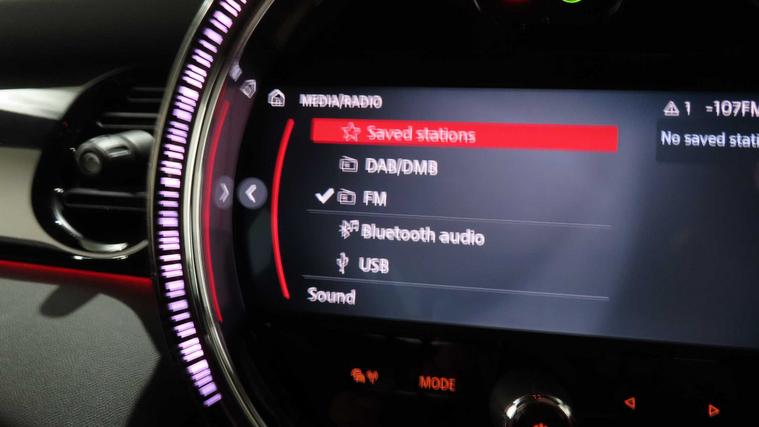 MEDIA/RADIO
1 =107FM
Saved stations
No saved stati
DAB/DMB
FM
Bluetooth audio
USB
Sound
MODE